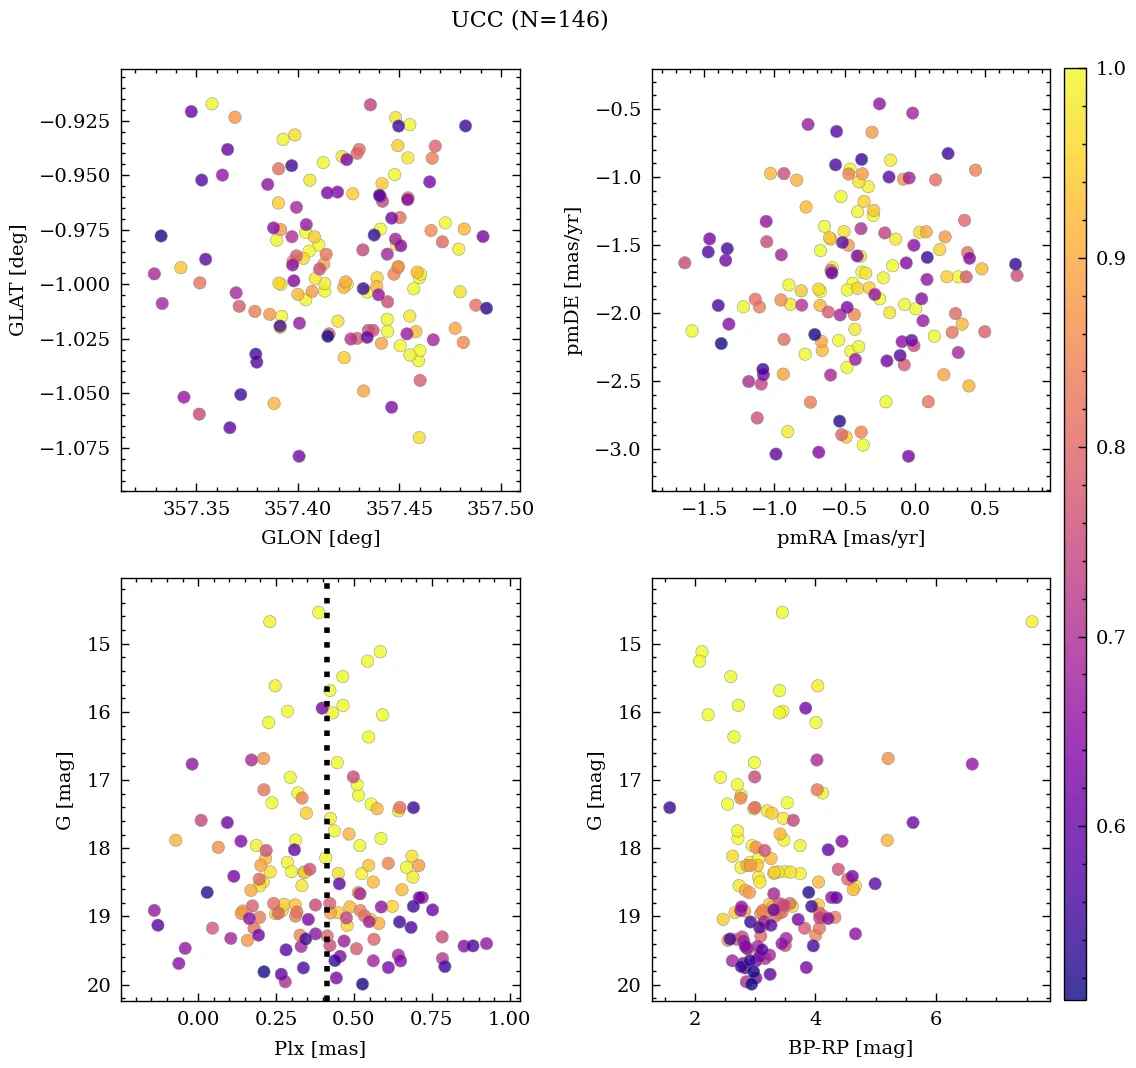 UCC (N=146)
−0.925
−0.950
−0.975
−1.000
−1.025
−1.050
−1.075
GLAT [deg]
357.35 357.40 357.45 357.50
GLON [deg]
−0.5
−1.0
−1.5
−2.0
−2.5
−3.0
pmDE [mas/yr]
−1.5 −1.0 −0.5 0.0 0.5
pmRA [mas/yr]
1.0
0.9
0.8
0.7
0.6
15
16
17
18
19
20
G [mag]
0.00 0.25 0.50 0.75 1.00
Plx [mas]
15
16
17
18
19
20
G [mag]
2 4 6
BP-RP [mag]